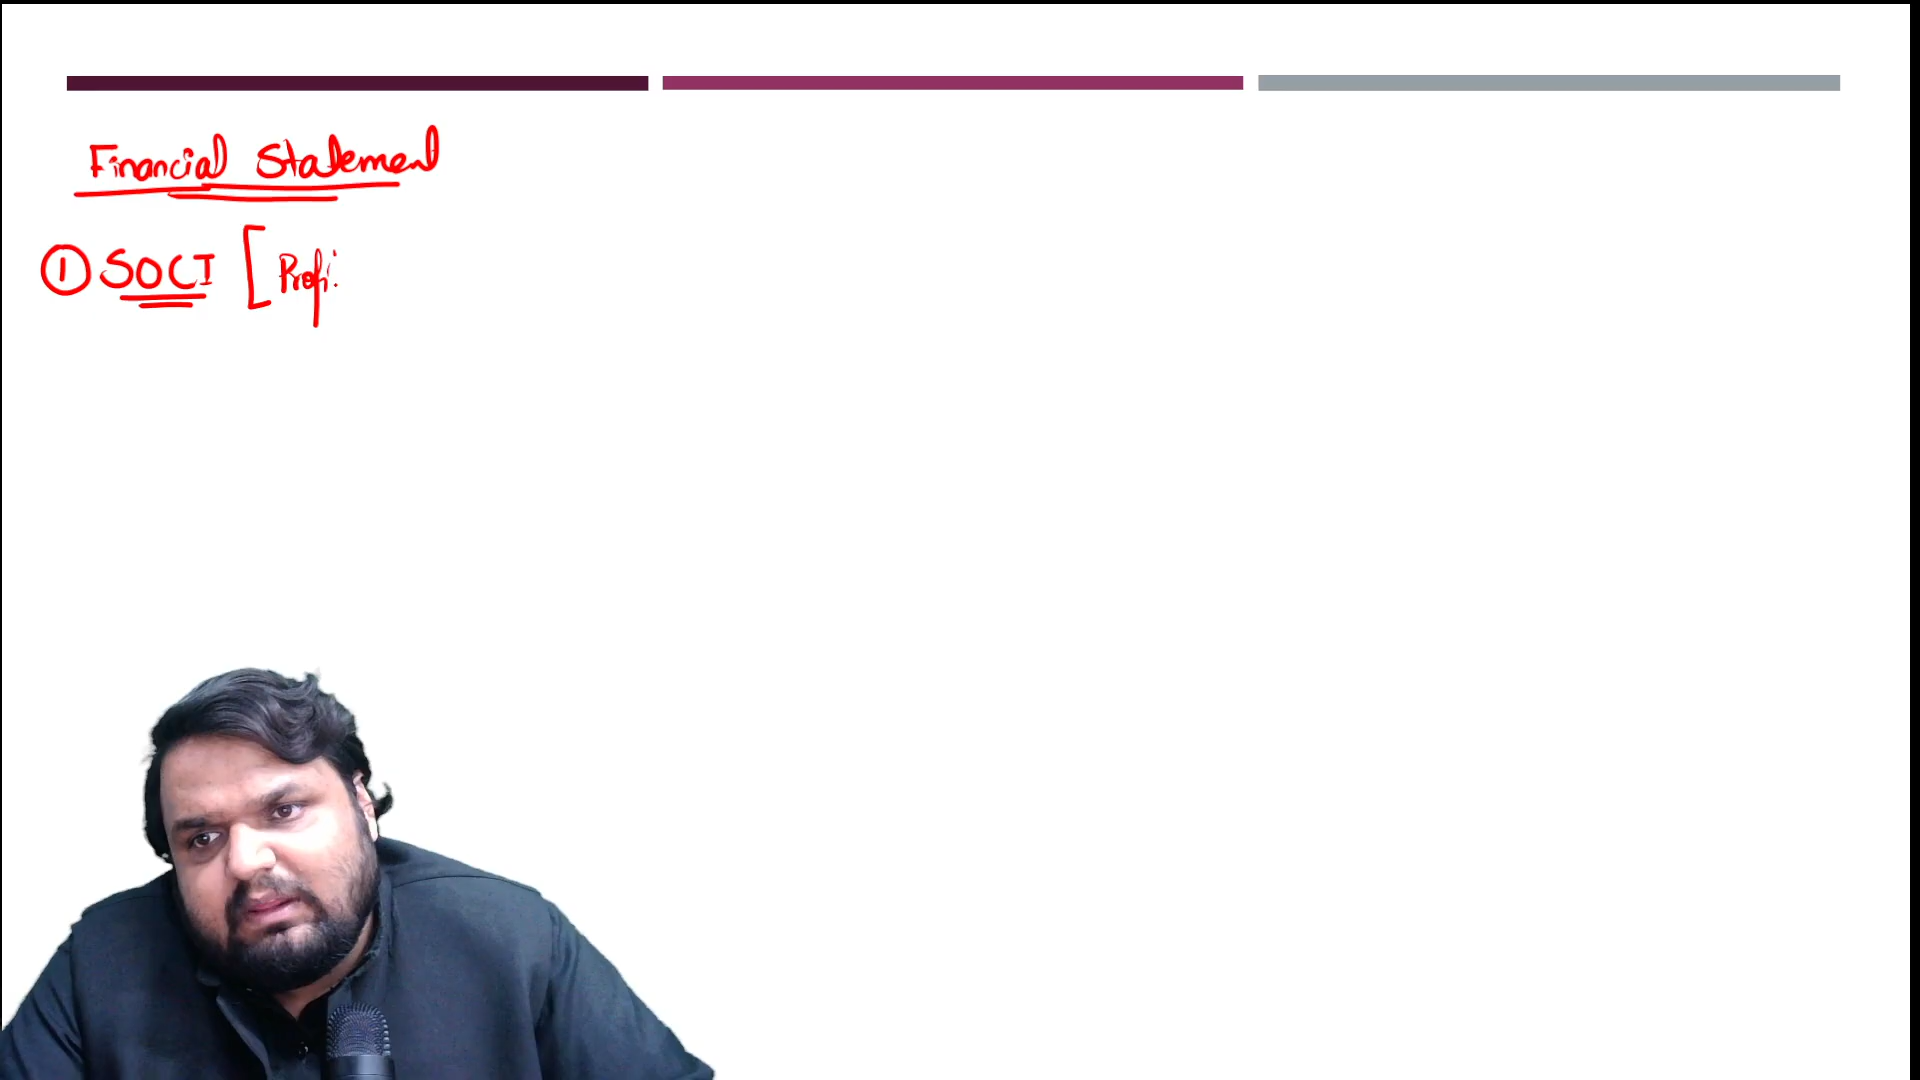 Financial Statement
① SOCI [ Profi